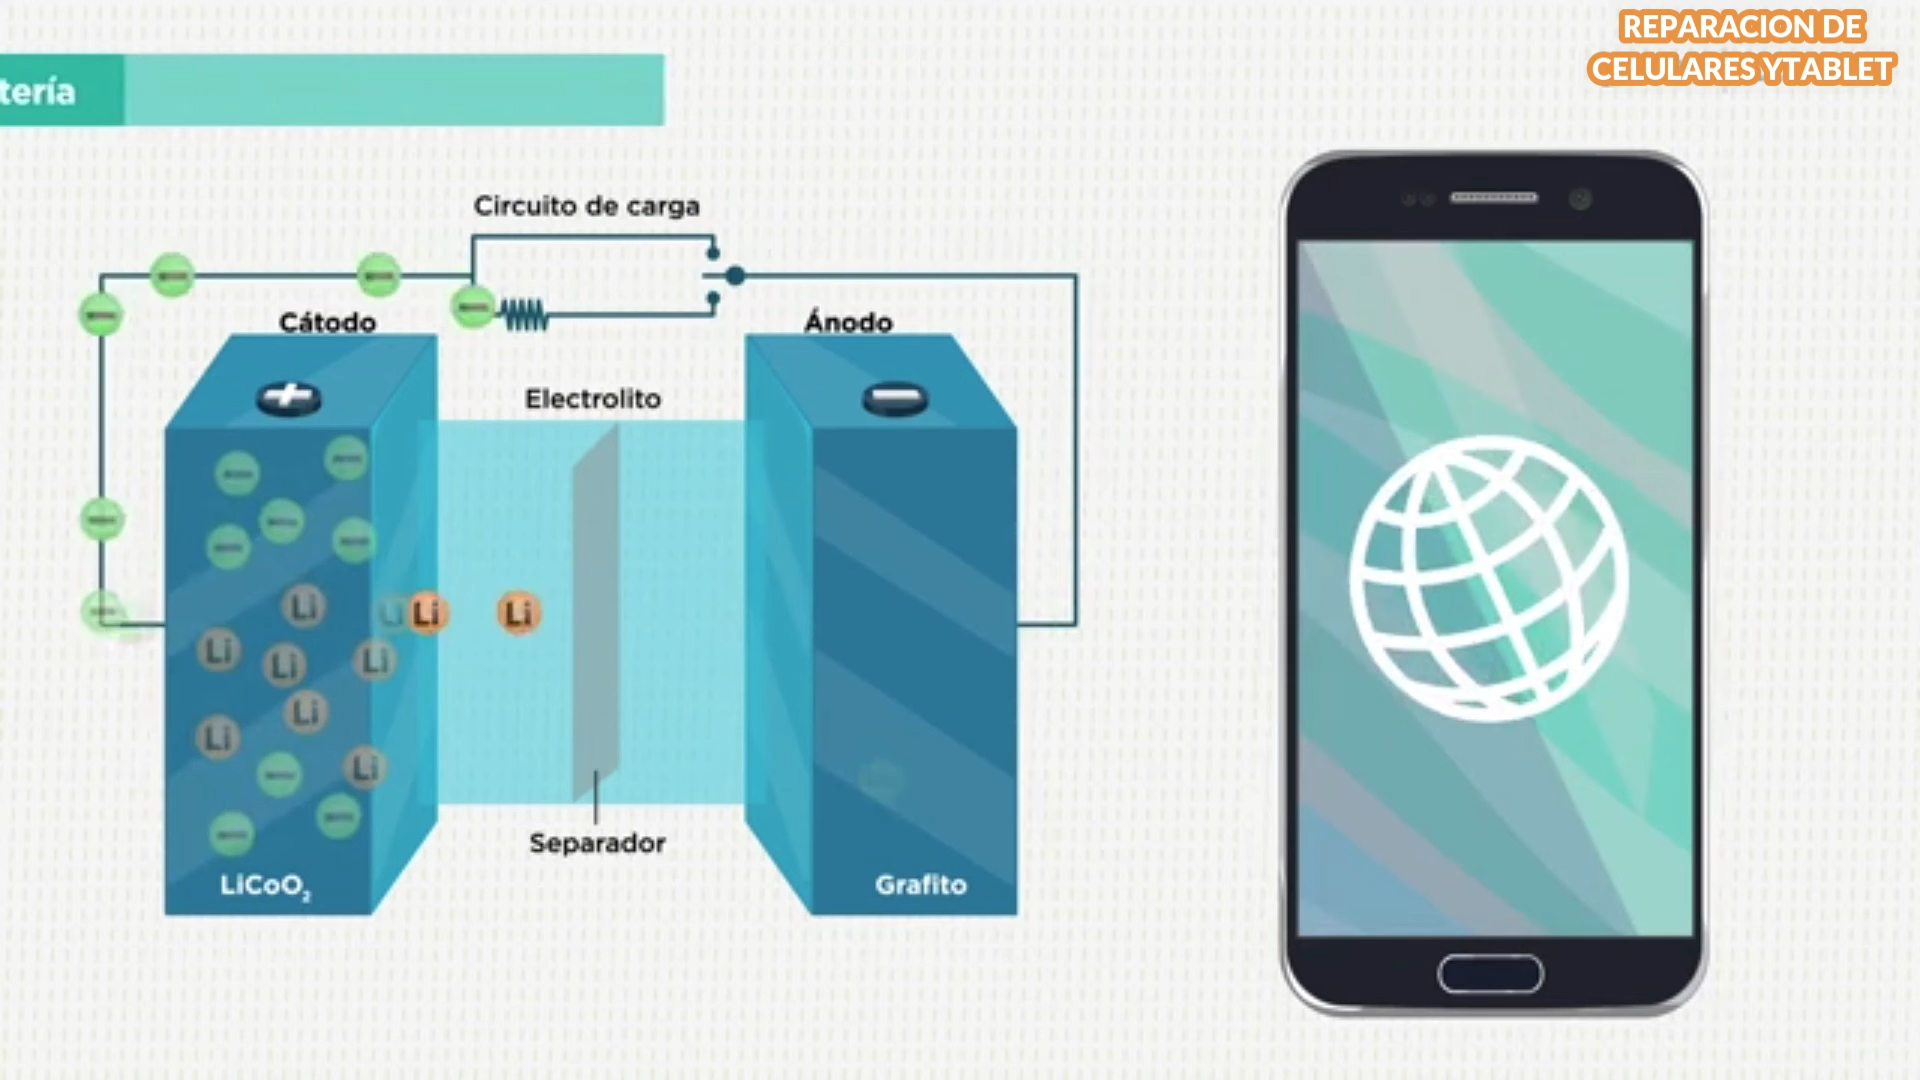 REPARACION DE
CELULARES YTABLET
tería
Circuito de carga
Cátodo
Ánodo
Electrolito
Li
Li
Li
Li
Li
Li
Li
Li
Li
Li
Separador
LiCoO₂
Grafito